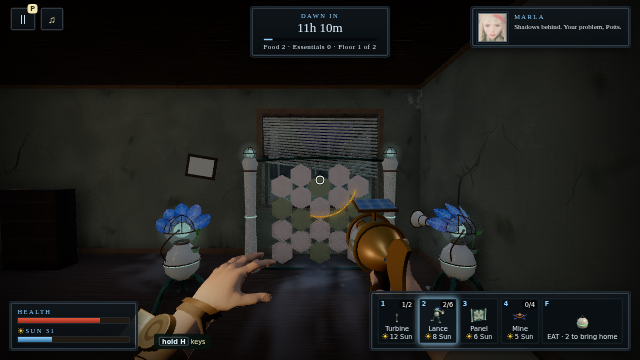 P
DAWN IN
11h 10m
Food 2 · Essentials 0 · Floor 1 of 2
MARLA
Shadows behind. Your problem, Potts.
HEALTH
SUN 51
hold H keys
1 1/2
Turbine
12 Sun
2 2/6
Lance
8 Sun
3
Panel
6 Sun
4 0/4
Mine
5 Sun
F
EAT · 2 to bring home